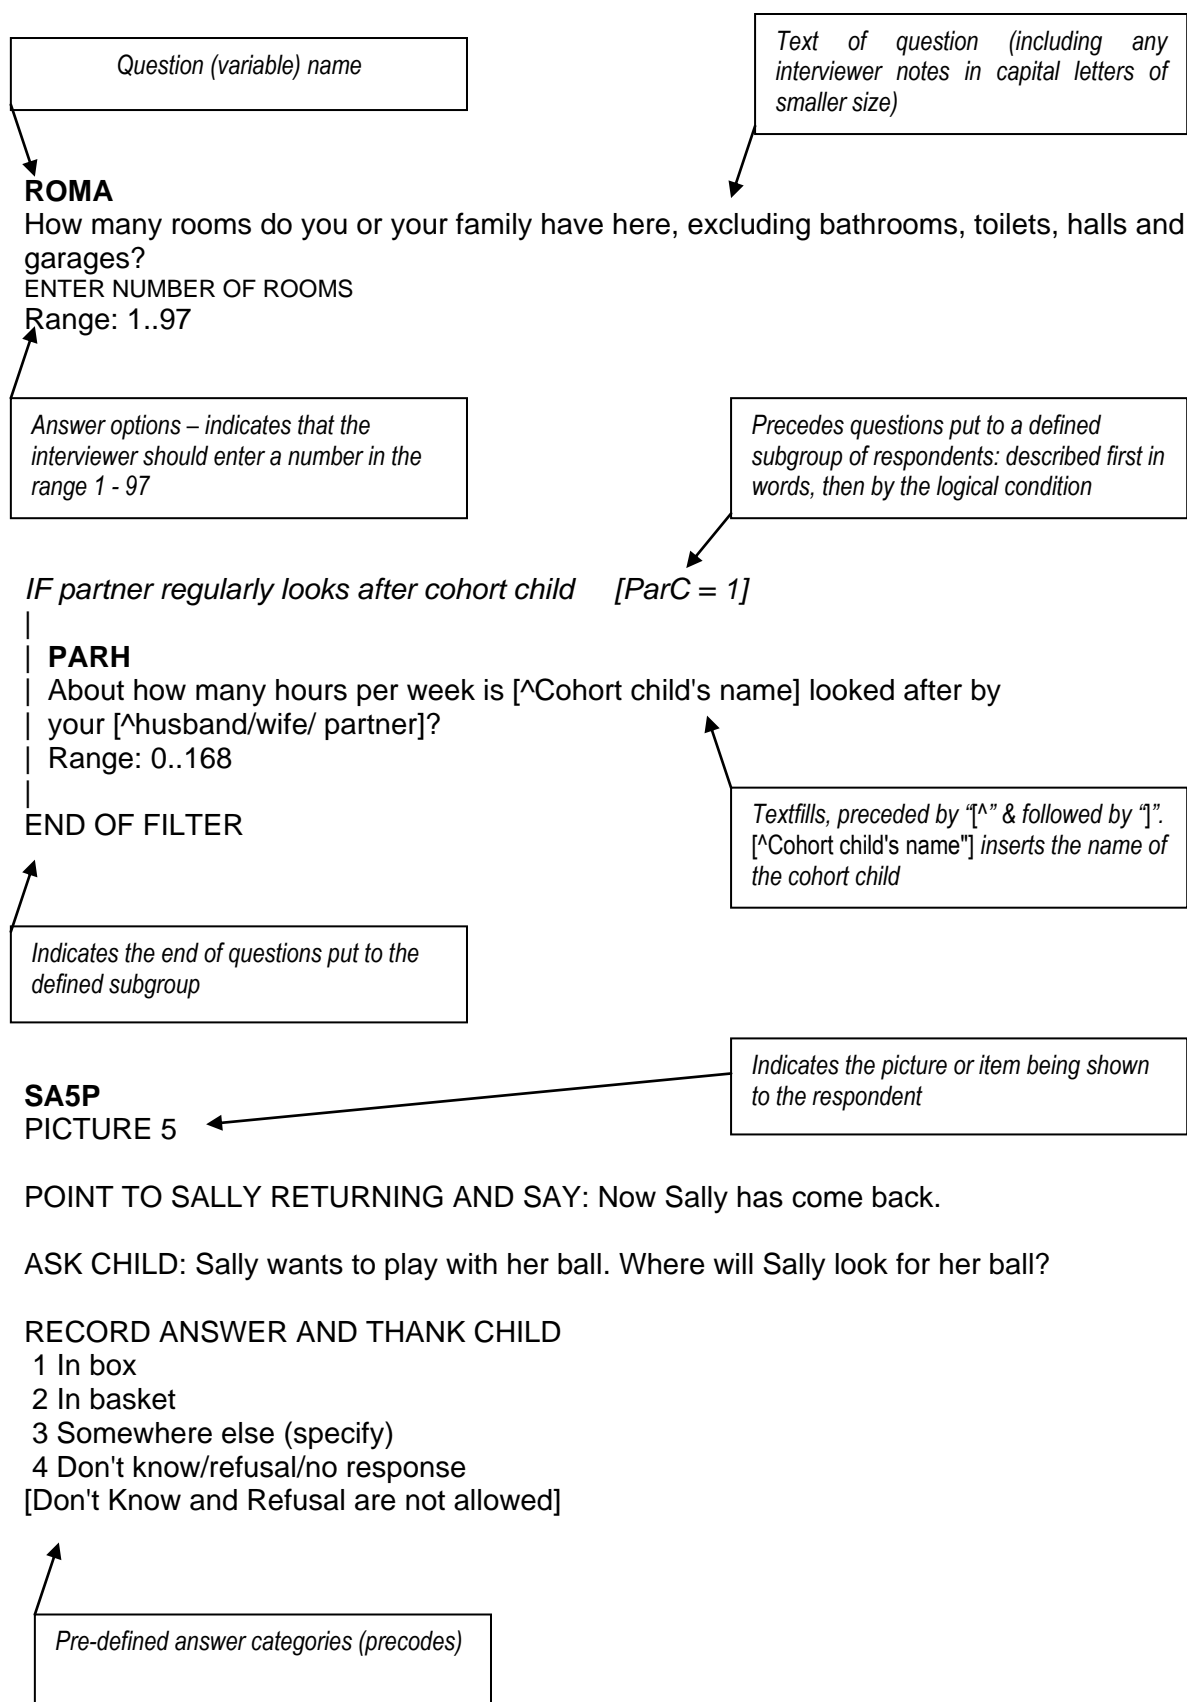 Question (variable) name
Text of question (including any
interviewer notes in capital letters of
smaller size)
ROMA
How many rooms do you or your family have here, excluding bathrooms, toilets, halls and
garages?
ENTER NUMBER OF ROOMS
Range: 1..97
Answer options – indicates that the
interviewer should enter a number in the
range 1 - 97
Precedes questions put to a defined
subgroup of respondents: described first in
words, then by the logical condition
IF partner regularly looks after cohort child [ParC = 1]
|
| PARH
| About how many hours per week is [^Cohort child's name] looked after by
| your [^husband/wife/ partner]?
| Range: 0..168
|
END OF FILTER
Textfills, preceded by “[^” & followed by “]”.
[^Cohort child's name"] inserts the name of
the cohort child
Indicates the end of questions put to the
defined subgroup
Indicates the picture or item being shown
to the respondent
SA5P
PICTURE 5
POINT TO SALLY RETURNING AND SAY: Now Sally has come back.
ASK CHILD: Sally wants to play with her ball. Where will Sally look for her ball?
RECORD ANSWER AND THANK CHILD
1 In box
2 In basket
3 Somewhere else (specify)
4 Don't know/refusal/no response
[Don't Know and Refusal are not allowed]
Pre-defined answer categories (precodes)